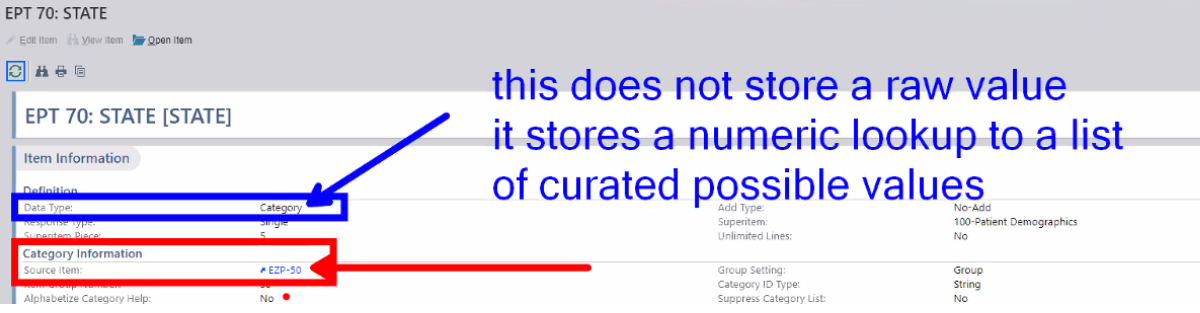 EPT 70: STATE
Edit Item View Item Open Item
EPT 70: STATE [STATE]
this does not store a raw value
it stores a numeric lookup to a list
of curated possible values
Item Information
Definition
Data Type: Category Add Type: No-Add
Response Type: Single Superitem: 100-Patient Demographics
Superitem Piece: 5 Unlimited Lines: No
Category Information
Source Item: EZP-50 Group Setting: Group
Item Group Number: 50 Category ID Type: String
Alphabetize Category Help: No Suppress Category List: No